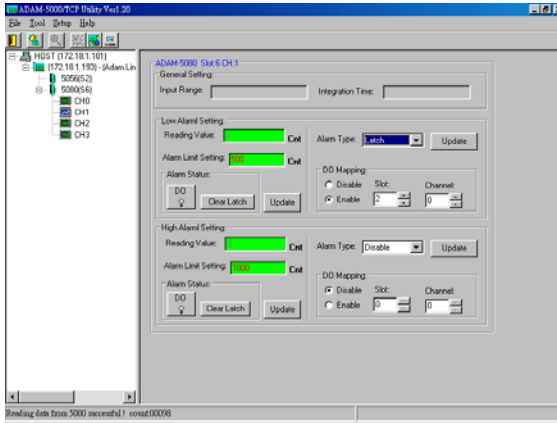 ADAM-5000/TCP Utility Ver1.20
File Tool Setup Help
HOST (172.18.1.101)
(172.18.1.193) - (Adam.Lin
5056(S2)
5080(S6)
CH0
CH1
CH2
CH3
ADAM-5080 Slot:6 CH:1
General Setting:
Input Range: Integration Time:
Low Alarml Setting:
Reading Value: Cnt Alarm Type: Latch Update
Alarm Limit Setting: 500 Cnt
Alarm Status: DO Mapping:
DO Clear Latch Update
Disable Slot: Channel:
Enable 2 0
High Alarml Setting:
Reading Value: Cnt Alarm Type: Disable Update
Alarm Limit Setting: 1000 Cnt
Alarm Status: DO Mapping:
DO Clear Latch Update
Disable Slot: Channel:
Enable 0 0
Reading data from 5080 successful ! count:00098